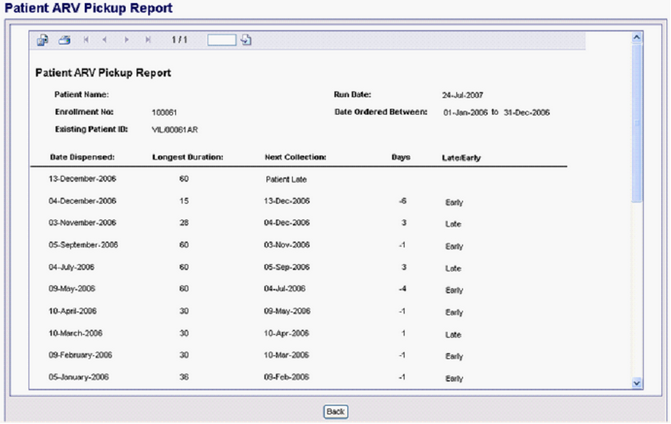 Patient ARV Pickup Report
1 / 1
Patient ARV Pickup Report
Patient Name: Run Date: 24-Jul-2007
Enrollment No: 100061 Date Ordered Between: 01-Jan-2006 to 31-Dec-2006
Existing Patient ID: VIL/00061AR
Date Dispensed: Longest Duration: Next Collection: Days Late/Early
13-December-2006 60 Patient Late
04-December-2006 15 13-Dec-2006 -6 Early
03-November-2006 28 04-Dec-2006 3 Late
05-September-2006 60 03-Nov-2006 -1 Early
04-July-2006 60 05-Sep-2006 3 Late
09-May-2006 60 04-Jul-2006 -4 Early
10-April-2006 30 09-May-2006 -1 Early
10-March-2006 30 10-Apr-2006 1 Late
09-February-2006 30 10-Mar-2006 -1 Early
05-January-2006 36 09-Feb-2006 -1 Early
Back